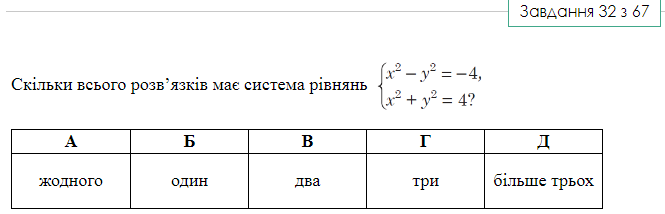 Завдання 32 з 67
Скільки всього розв’язків має система рівнянь { x² − y² = −4,
x² + y² = 4?
А Б В Г Д
жодного один два три більше трьох